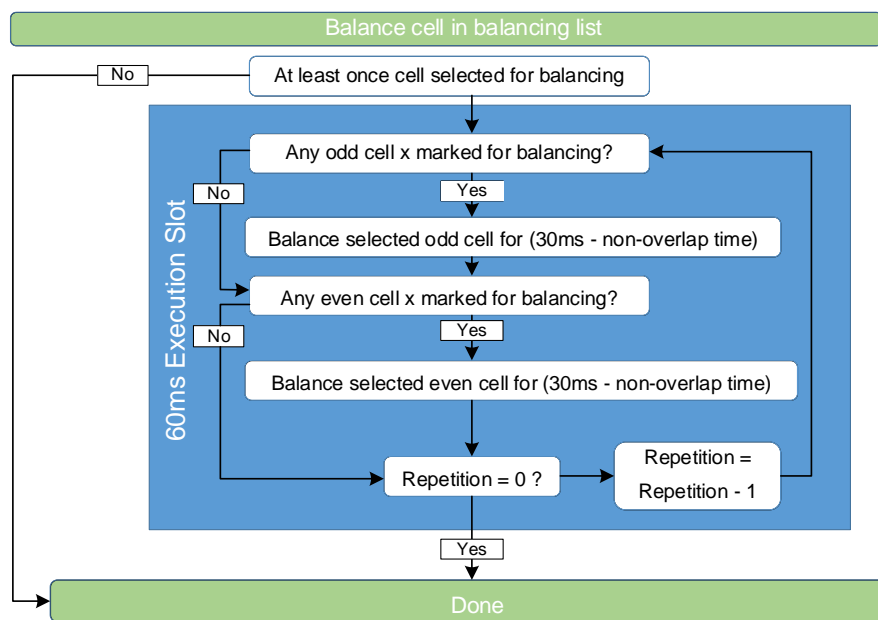 Balance cell in balancing list
No
At least once cell selected for balancing
Any odd cell x marked for balancing?
No
Yes
Balance selected odd cell for (30ms - non-overlap time)
Any even cell x marked for balancing?
No
Yes
Balance selected even cell for (30ms - non-overlap time)
60ms Execution Slot
Repetition = 0 ?
Repetition =
Repetition - 1
Yes
Done